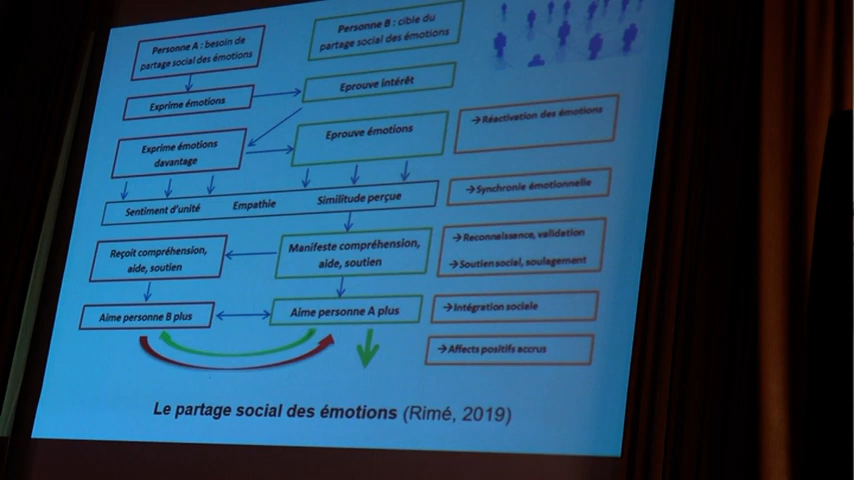 Personne A : besoin de
partage social des émotions
Personne B : cible du
partage social des émotions
Exprime émotions
Eprouve intérêt
Exprime émotions
davantage
Eprouve émotions
→Réactivation des émotions
Sentiment d'unité Empathie Similitude perçue
→Synchronie émotionnelle
Reçoit compréhension,
aide, soutien
Manifeste compréhension,
aide, soutien
→Reconnaissance, validation
→Soutien social, soulagement
Aime personne B plus
Aime personne A plus
→Intégration sociale
→Affects positifs accrus
Le partage social des émotions (Rimé, 2019)